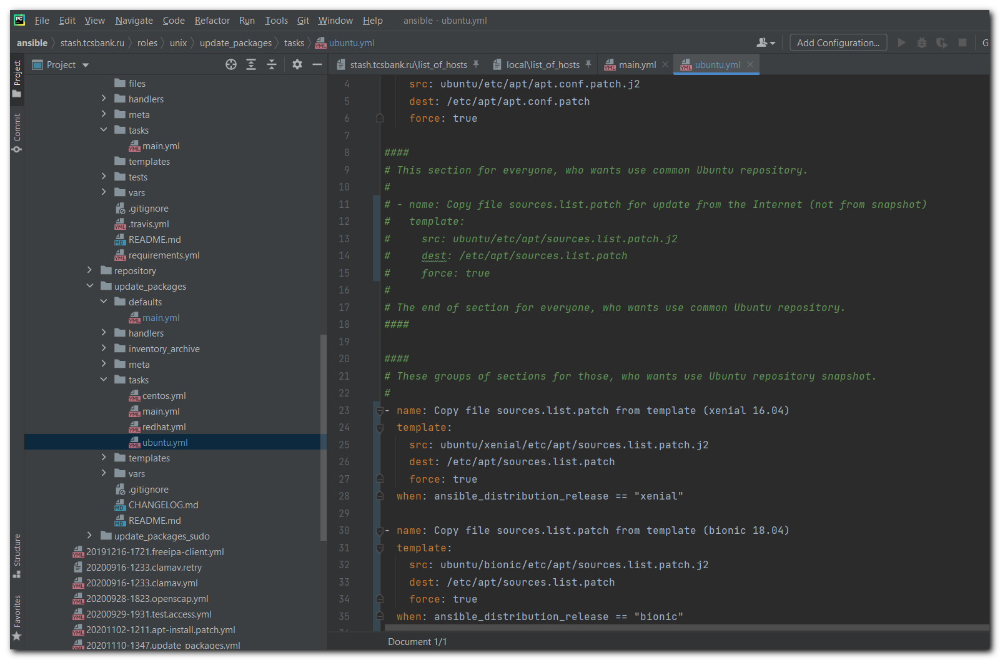 PC File Edit View Navigate Code Refactor Run Tools Git Window Help ansible - ubuntu.yml
ansible stash.tcsbank.ru roles unix update_packages tasks ubuntu.yml Add Configuration... G
Project
stash.tcsbank.ru\list_of_hosts local\list_of_hosts main.yml ubuntu.yml
Project
Commit
Structure
Favorites
files
handlers
meta
tasks
main.yml
templates
tests
vars
.gitignore
.travis.yml
README.md
requirements.yml
repository
update_packages
defaults
main.yml
handlers
inventory_archive
meta
tasks
centos.yml
main.yml
redhat.yml
ubuntu.yml
templates
vars
.gitignore
CHANGELOG.md
README.md
update_packages_sudo
20191216-1721.freeipa-client.yml
20200916-1233.clamav.retry
20200916-1233.clamav.yml
20200928-1823.openscap.yml
20200929-1931.test.access.yml
20201102-1211.apt-install.patch.yml
20201110-1347.update_packages.yml
4 src: ubuntu/etc/apt/apt.conf.patch.j2
5 dest: /etc/apt/apt.conf.patch
6 force: true
7
8 ####
9 # This section for everyone, who wants use common Ubuntu repository.
10 #
11 # - name: Copy file sources.list.patch for update from the Internet (not from snapshot)
12 # template:
13 # src: ubuntu/etc/apt/sources.list.patch.j2
14 # dest: /etc/apt/sources.list.patch
15 # force: true
16 #
17 # The end of section for everyone, who wants use common Ubuntu repository.
18 ####
19
20 ####
21 # These groups of sections for those, who wants use Ubuntu repository snapshot.
22 #
23 - name: Copy file sources.list.patch from template (xenial 16.04)
24 template:
25 src: ubuntu/xenial/etc/apt/sources.list.patch.j2
26 dest: /etc/apt/sources.list.patch
27 force: true
28 when: ansible_distribution_release == "xenial"
29
30 - name: Copy file sources.list.patch from template (bionic 18.04)
31 template:
32 src: ubuntu/bionic/etc/apt/sources.list.patch.j2
33 dest: /etc/apt/sources.list.patch
34 force: true
35 when: ansible_distribution_release == "bionic"
Document 1/1